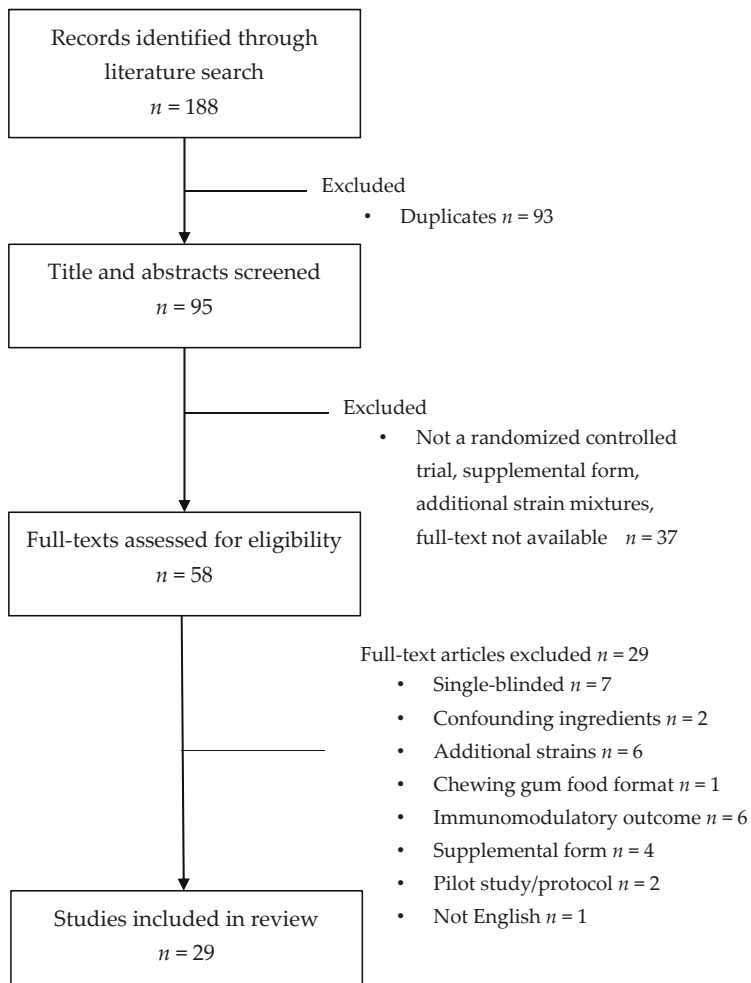 Records identified through
literature search
n = 188
Excluded
• Duplicates n = 93
Title and abstracts screened
n = 95
Excluded
• Not a randomized controlled
trial, supplemental form,
additional strain mixtures,
full-text not available n = 37
Full-texts assessed for eligibility
n = 58
Full-text articles excluded n = 29
• Single-blinded n = 7
• Confounding ingredients n = 2
• Additional strains n = 6
• Chewing gum food format n = 1
• Immunomodulatory outcome n = 6
• Supplemental form n = 4
• Pilot study/protocol n = 2
• Not English n = 1
Studies included in review
n = 29